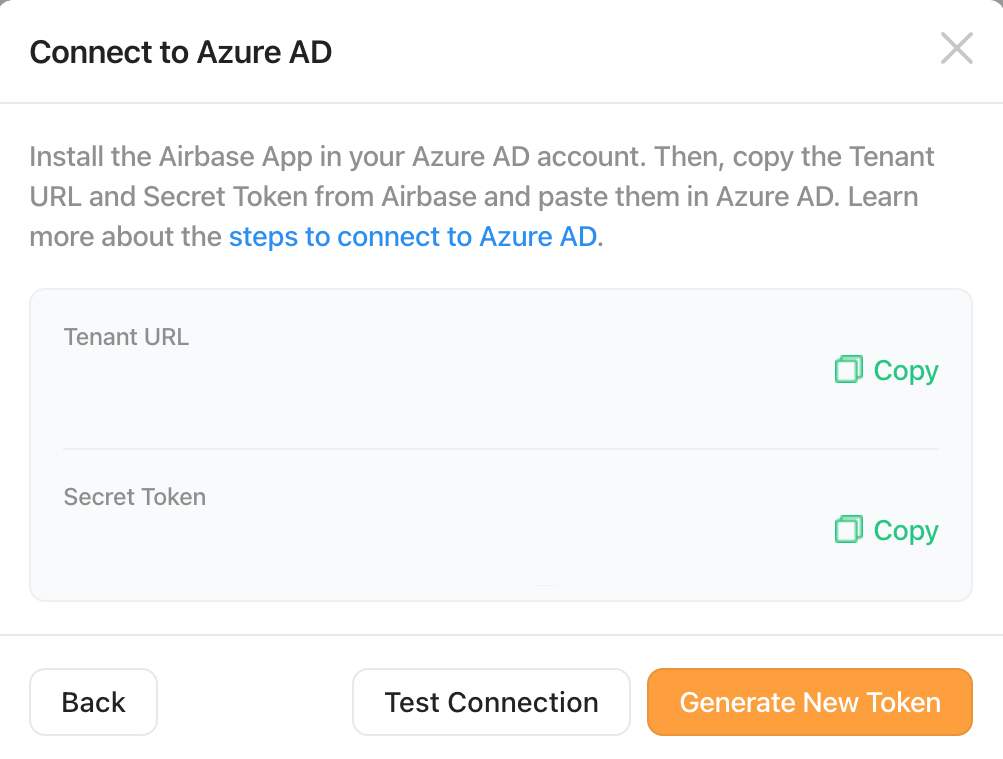 Connect to Azure AD
Install the Airbase App in your Azure AD account. Then, copy the Tenant
URL and Secret Token from Airbase and paste them in Azure AD. Learn
more about the steps to connect to Azure AD.
Tenant URL
Copy
Secret Token
Copy
Back
Test Connection
Generate New Token